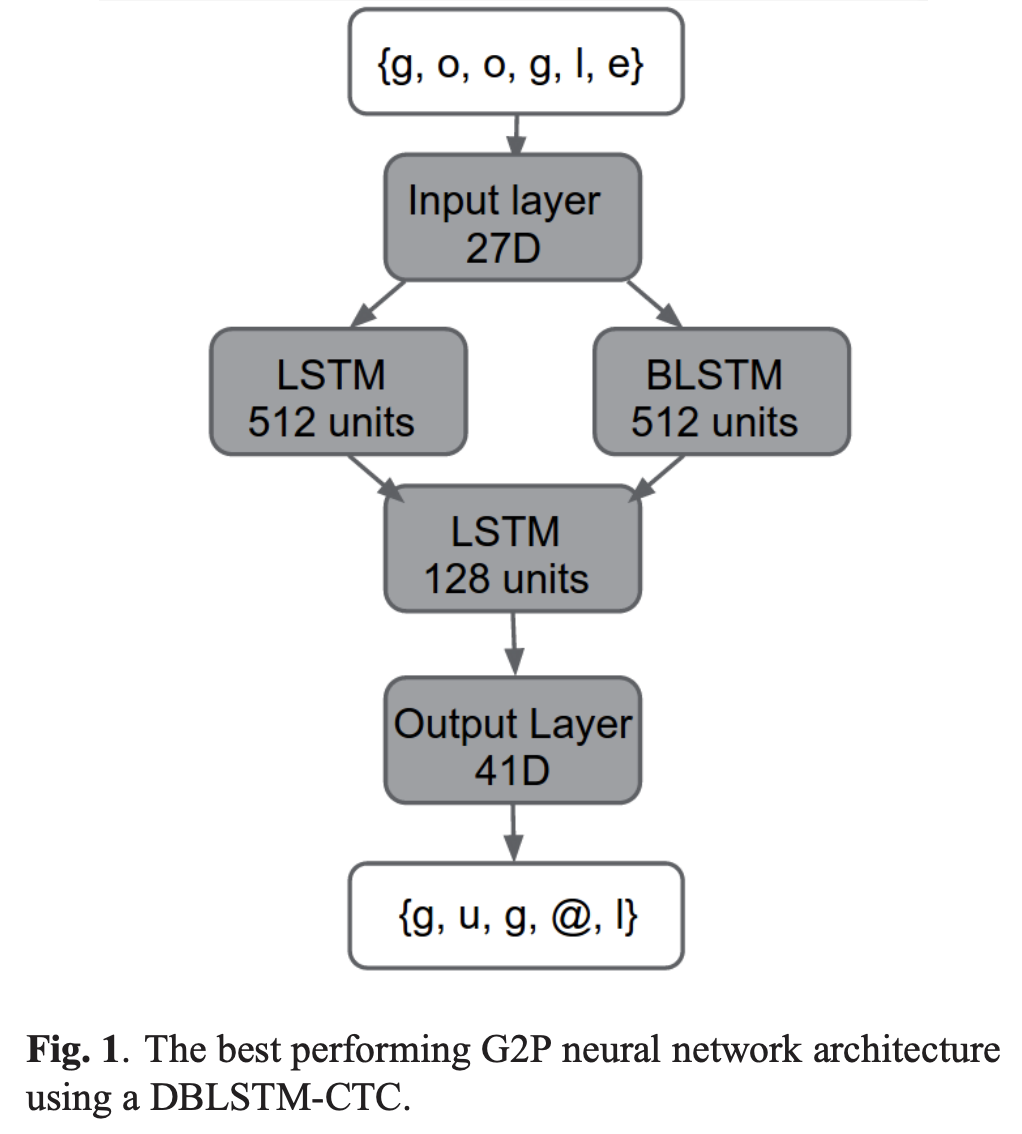 {g, o, o, g, l, e}
Input layer
27D
LSTM
512 units
BLSTM
512 units
LSTM
128 units
Output Layer
41D
{g, u, g, @, l}
Fig. 1. The best performing G2P neural network architecture
using a DBLSTM-CTC.